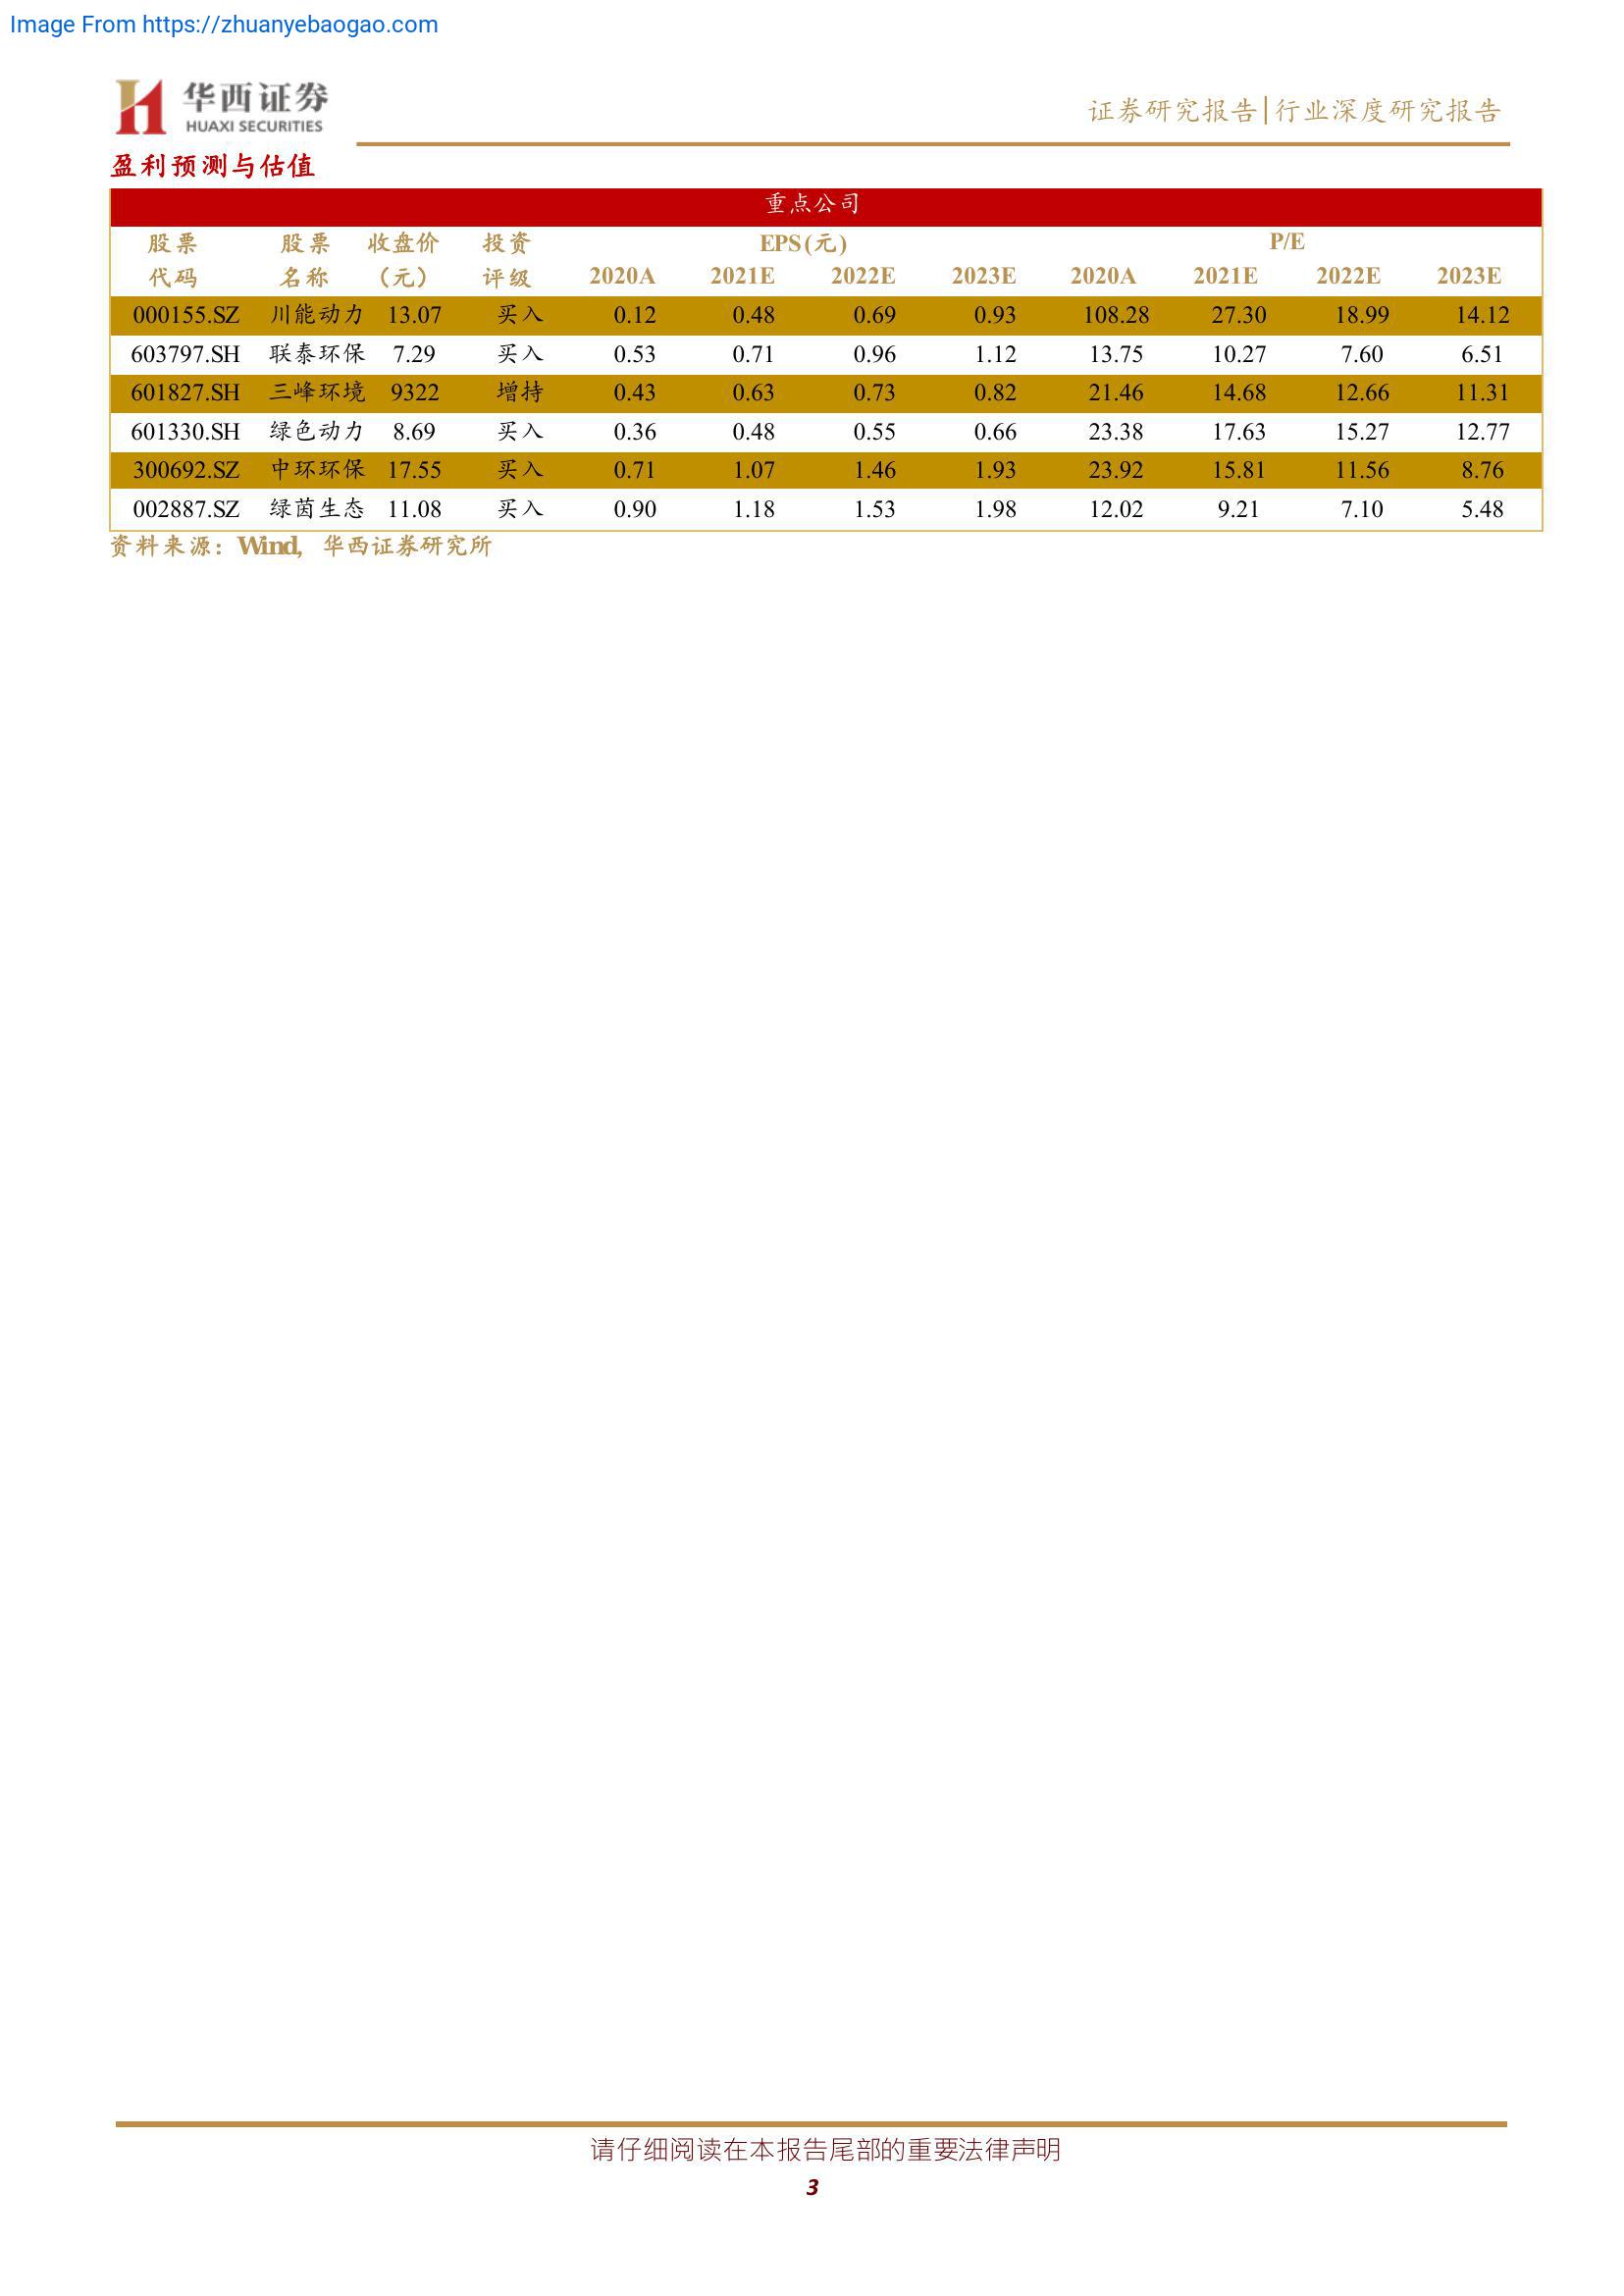 Image From https://zhuanyebaogao.com
华西证券
HUAXI SECURITIES
证券研究报告|行业深度研究报告
盈利预测与估值
重点公司
股票 股票 收盘价 投资 EPS(元) P/E
代码 名称 (元) 评级 2020A 2021E 2022E 2023E 2020A 2021E 2022E 2023E
000155.SZ 川能动力 13.07 买入 0.12 0.48 0.69 0.93 108.28 27.30 18.99 14.12
603797.SH 联泰环保 7.29 买入 0.53 0.71 0.96 1.12 13.75 10.27 7.60 6.51
601827.SH 三峰环境 9322 增持 0.43 0.63 0.73 0.82 21.46 14.68 12.66 11.31
601330.SH 绿色动力 8.69 买入 0.36 0.48 0.55 0.66 23.38 17.63 15.27 12.77
300692.SZ 中环环保 17.55 买入 0.71 1.07 1.46 1.93 23.92 15.81 11.56 8.76
002887.SZ 绿茵生态 11.08 买入 0.90 1.18 1.53 1.98 12.02 9.21 7.10 5.48
资料来源：Wind，华西证券研究所
请仔细阅读在本报告尾部的重要法律声明
3